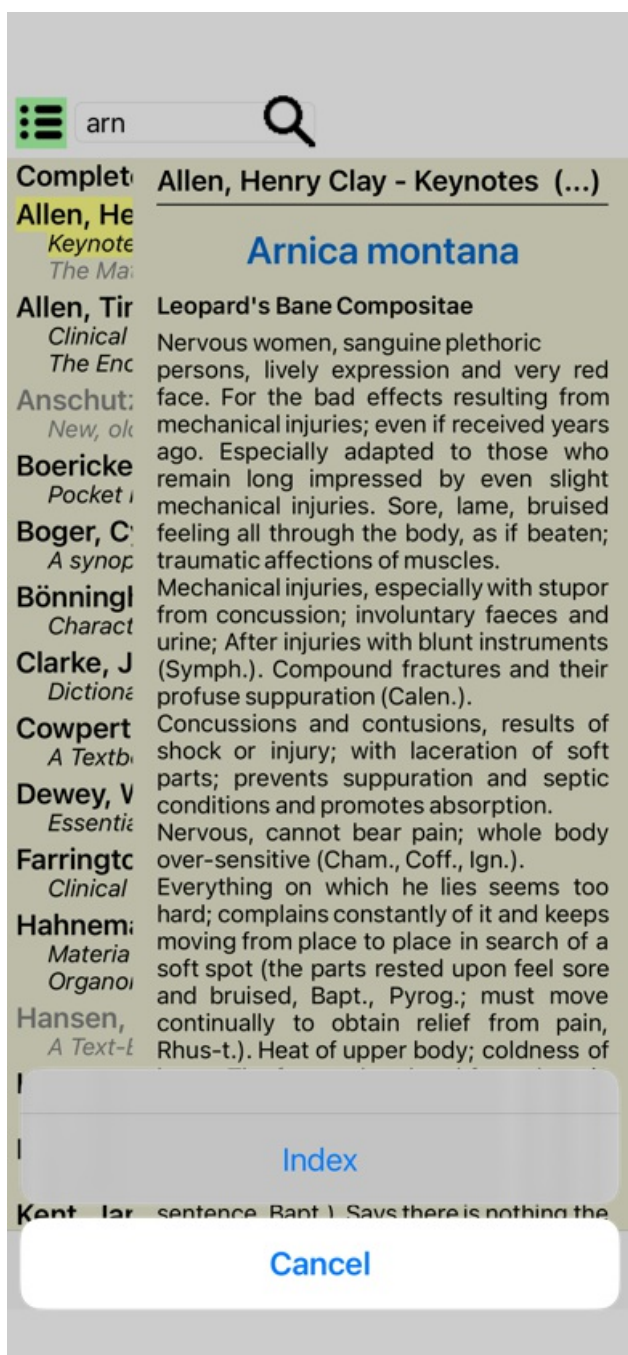 arn
Complet
Allen, He
Keynote
The Ma
Allen, Tir
Clinical
The Enc
Anschut
New, old
Boericke
Pocket
Boger, C
A synop
Bönningh
Charact
Clarke, J
Dictiona
Cowpert
A Textb
Dewey, W
Essentia
Farringto
Clinical
Hahnema
Materia
Organon
Hansen,
A Text-B
Kent, Jar
Allen, Henry Clay - Keynotes (...)
Arnica montana
Leopard's Bane Compositae
Nervous women, sanguine plethoric
persons, lively expression and very red
face. For the bad effects resulting from
mechanical injuries; even if received years
ago. Especially adapted to those who
remain long impressed by even slight
mechanical injuries. Sore, lame, bruised
feeling all through the body, as if beaten;
traumatic affections of muscles.
Mechanical injuries, especially with stupor
from concussion; involuntary faeces and
urine; After injuries with blunt instruments
(Symph.). Compound fractures and their
profuse suppuration (Calen.).
Concussions and contusions, results of
shock or injury; with laceration of soft
parts; prevents suppuration and septic
conditions and promotes absorption.
Nervous, cannot bear pain; whole body
over-sensitive (Cham., Coff., Ign.).
Everything on which he lies seems too
hard; complains constantly of it and keeps
moving from place to place in search of a
soft spot (the parts rested upon feel sore
and bruised, Bapt., Pyrog.; must move
continually to obtain relief from pain,
Rhus-t.). Heat of upper body; coldness of
sentence, Bapt.). Says there is nothing the
Index
Cancel